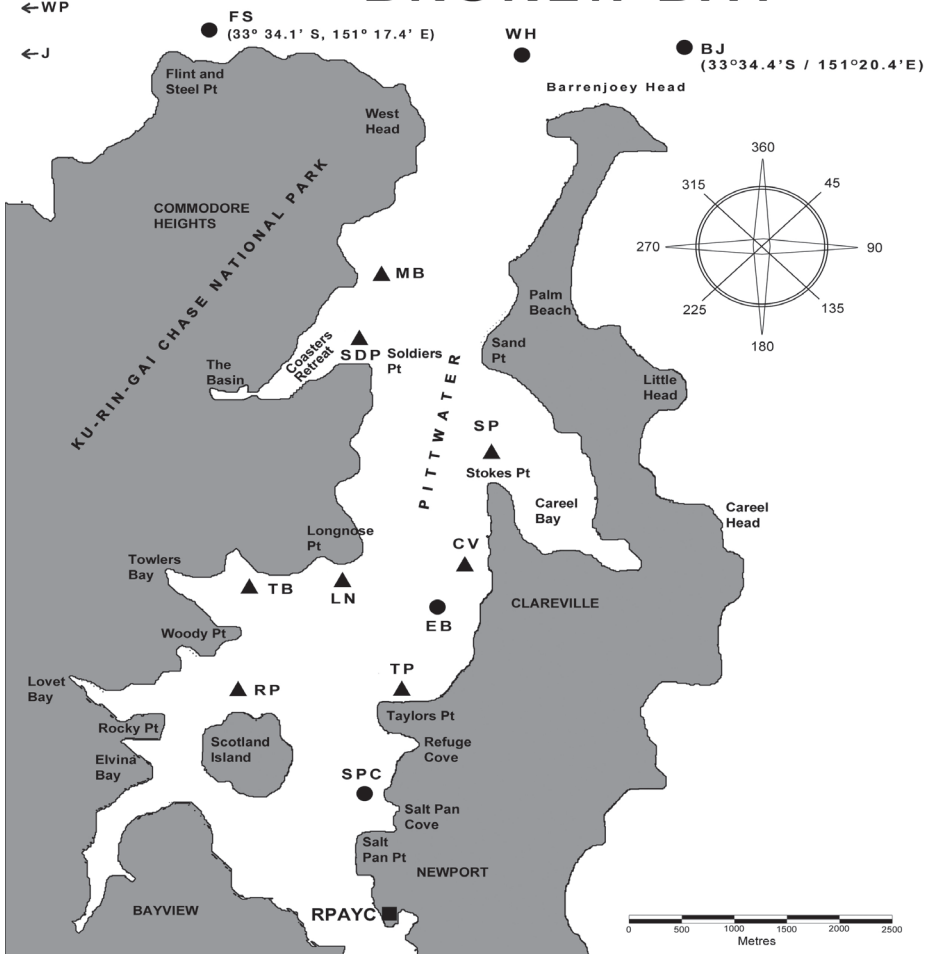 ←WP
FS
(33º 34.1' S, 151º 17.4' E)
←J
WH
BJ
(33°34.4'S / 151°20.4'E)
Flint and
Steel Pt
Barrenjoey Head
West
Head
360
315
45
270
90
225
135
180
COMMODORE
HEIGHTS
KU-RIN-GAI CHASE NATIONAL PARK
MB
Palm
Beach
Coasters
Retreat
SDP
Soldiers
Pt
Sand
Pt
The
Basin
PITTWATER
Little
Head
SP
Stokes Pt
Careel
Bay
Careel
Head
Longnose
Pt
CV
Towlers
Bay
TB
LN
CLAREVILLE
EB
Woody Pt
TP
Lovet
Bay
RP
Taylors Pt
Rocky Pt
Scotland
Island
Refuge
Cove
Elvina
Bay
SPC
Salt Pan
Cove
Salt
Pan Pt
NEWPORT
BAYVIEW
RPAYC
0 500 1000 1500 2000 2500
Metres